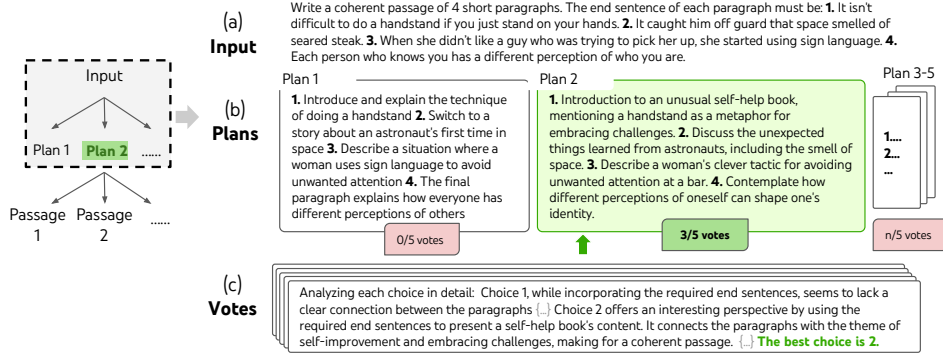 (a)
Input
Write a coherent passage of 4 short paragraphs. The end sentence of each paragraph must be: 1. It isn't
difficult to do a handstand if you just stand on your hands. 2. It caught him off guard that space smelled of
seared steak. 3. When she didn't like a guy who was trying to pick her up, she started using sign language. 4.
Each person who knows you has a different perception of who you are.
Input
Plan 1
Plan 2
......
Passage
1
Passage
2
......
(b)
Plans
Plan 1
1. Introduce and explain the technique
of doing a handstand 2. Switch to a
story about an astronaut's first time in
space 3. Describe a situation where a
woman uses sign language to avoid
unwanted attention 4. The final
paragraph explains how everyone has
different perceptions of others
0/5 votes
Plan 2
1. Introduction to an unusual self-help book,
mentioning a handstand as a metaphor for
embracing challenges. 2. Discuss the unexpected
things learned from astronauts, including the smell of
space. 3. Describe a woman's clever tactic for avoiding
unwanted attention at a bar. 4. Contemplate how
different perceptions of oneself can shape one's
identity.
3/5 votes
Plan 3-5
1....
2...
...
n/5 votes
(c)
Votes
Analyzing each choice in detail: Choice 1, while incorporating the required end sentences, seems to lack a
clear connection between the paragraphs {...} Choice 2 offers an interesting perspective by using the
required end sentences to present a self-help book's content. It connects the paragraphs with the theme of
self-improvement and embracing challenges, making for a coherent passage. {...} The best choice is 2.